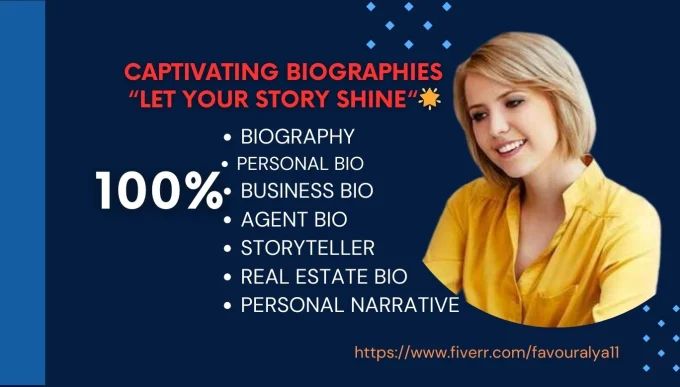 CAPTIVATING BIOGRAPHIES
“LET YOUR STORY SHINE“
100%
• BIOGRAPHY
• PERSONAL BIO
• BUSINESS BIO
• AGENT BIO
• STORYTELLER
• REAL ESTATE BIO
• PERSONAL NARRATIVE
https://www.fiverr.com/favouralya11